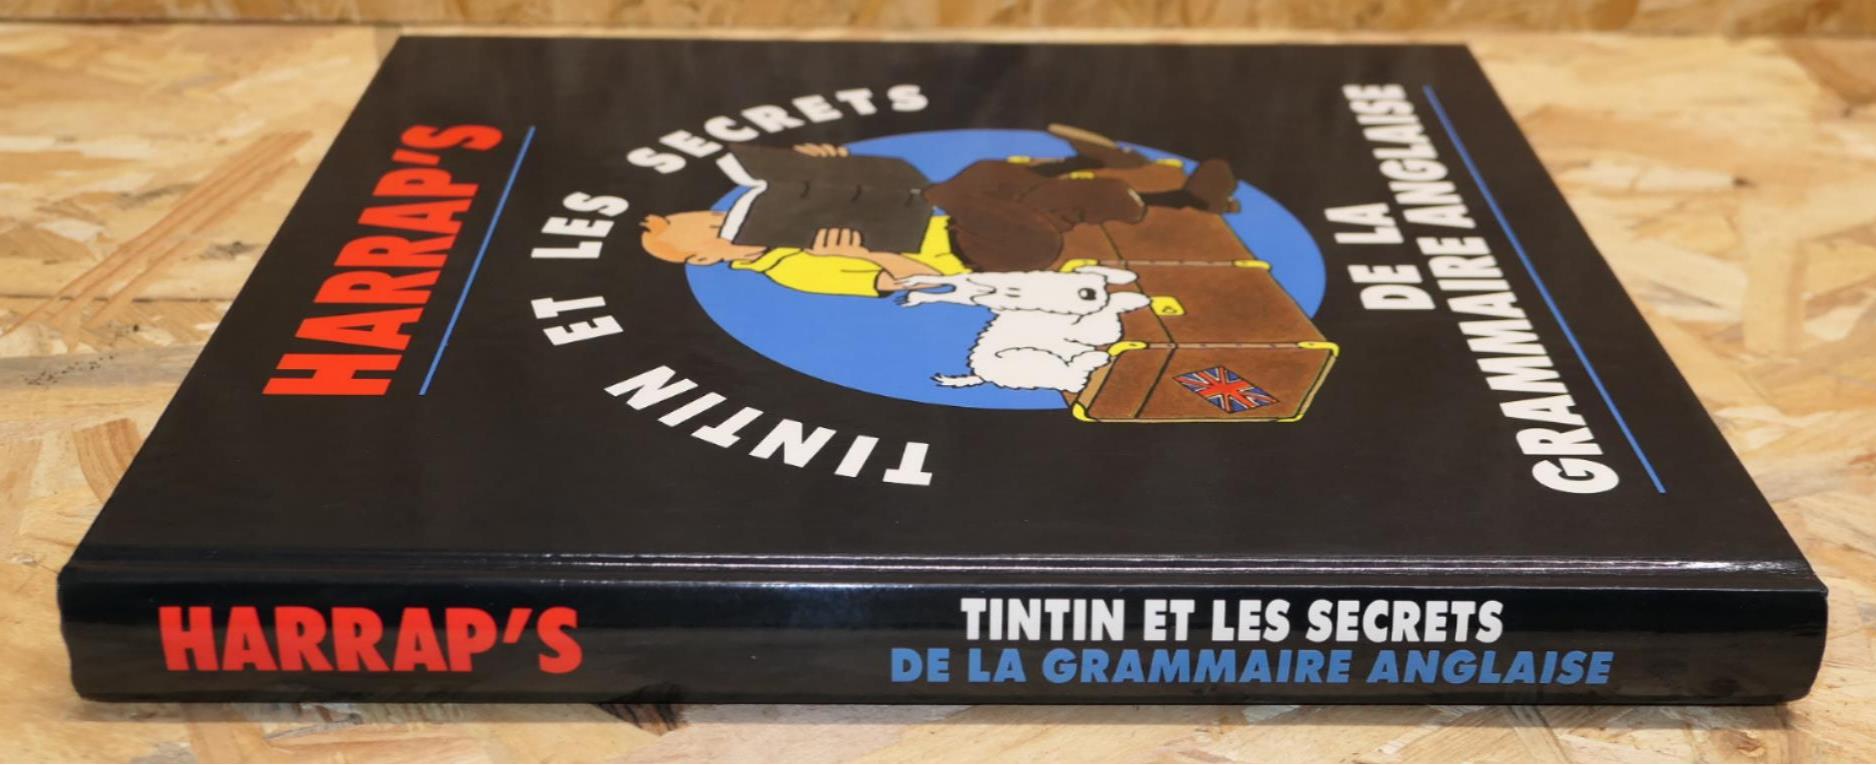 HARRAP'S
TINTIN ET LES SECRETS
DE LA
GRAMMAIRE ANGLAISE
HARRAP'S
TINTIN ET LES SECRETS
DE LA GRAMMAIRE ANGLAISE